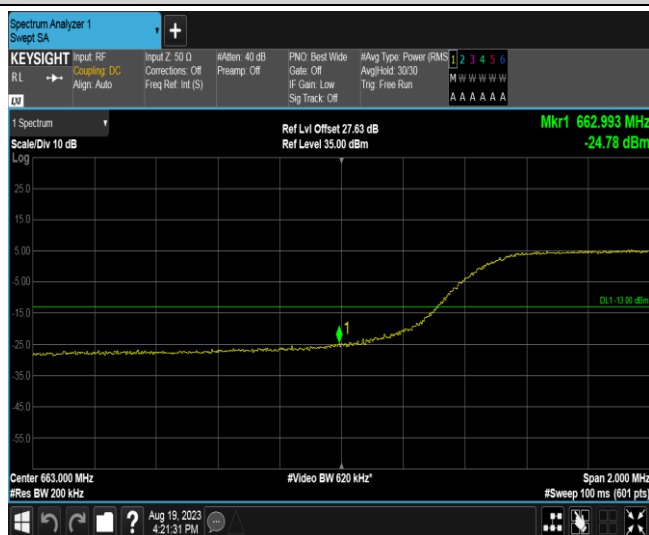 Spectrum Analyzer 1
Swept SA
+
KEYSIGHT
RL
LXI
Input: RF
Coupling: DC
Align: Auto
Input Z: 50 Ω
Corrections: Off
Freq Ref: Int (S)
#Atten: 40 dB
Preamp: Off
PNO: Best Wide
Gate: Off
IF Gain: Low
Sig Track: Off
#Avg Type: Power (RMS
Avg|Hold: 30/30
Trig: Free Run
1 2 3 4 5 6
M W W W W W
A A A A A A
1 Spectrum
Scale/Div 10 dB
Log
Ref Lvl Offset 27.63 dB
Ref Level 35.00 dBm
Mkr1 662.993 MHz
-24.78 dBm
25.0
15.0
5.00
-5.00
DL1 -13.00 dBm
-15.0
1
-25.0
-35.0
-45.0
-55.0
Center 663.000 MHz
#Res BW 200 kHz
#Video BW 620 kHz*
Span 2.000 MHz
#Sweep 100 ms (601 pts)
?
Aug 19, 2023
4:21:31 PM